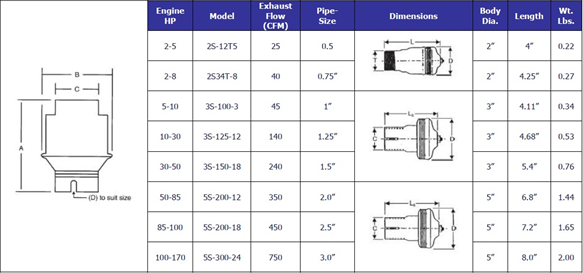 Engine HP Model Exhaust Flow (CFM) Pipe-Size Dimensions Body Dia. Length Wt. Lbs.
2-5 2S-12T5 25 0.5 2” 4” 0.22
2-8 2S34T-8 40 0.75” 2” 4.25” 0.27
5-10 3S-100-3 45 1” 3” 4.11” 0.34
10-30 3S-125-12 140 1.25” 3” 4.68” 0.53
30-50 3S-150-18 240 1.5” 3” 5.4” 0.76
50-85 5S-200-12 350 2.0” 5” 6.8” 1.44
85-100 5S-200-18 450 2.5” 5” 7.2” 1.65
100-170 5S-300-24 750 3.0” 5” 8.0” 2.00
B
C
A
(D) to suit size
L
T
D
L
C
D
L
C
D